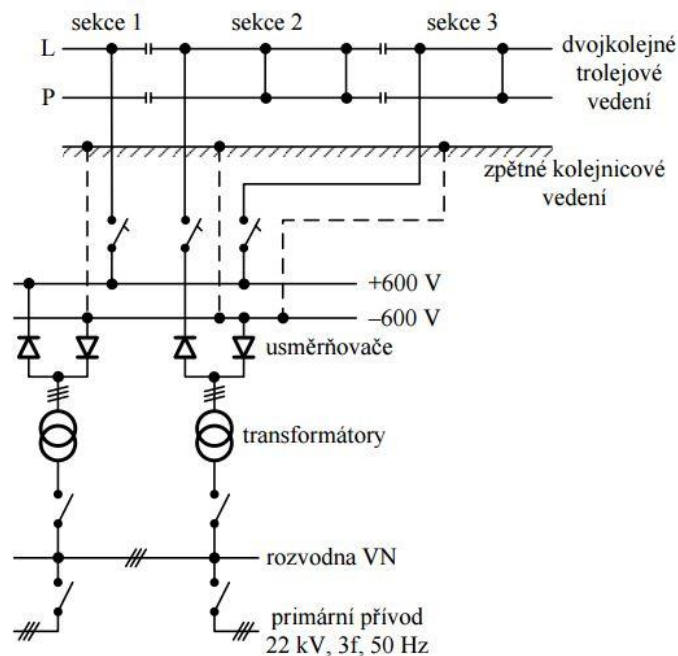 sekce 1
sekce 2
sekce 3
L
P
dvojkolejné
trolejové
vedení
zpětné kolejnicové
vedení
+600 V
–600 V
usměrňovače
transformátory
rozvodna VN
primární přívod
22 kV, 3f, 50 Hz